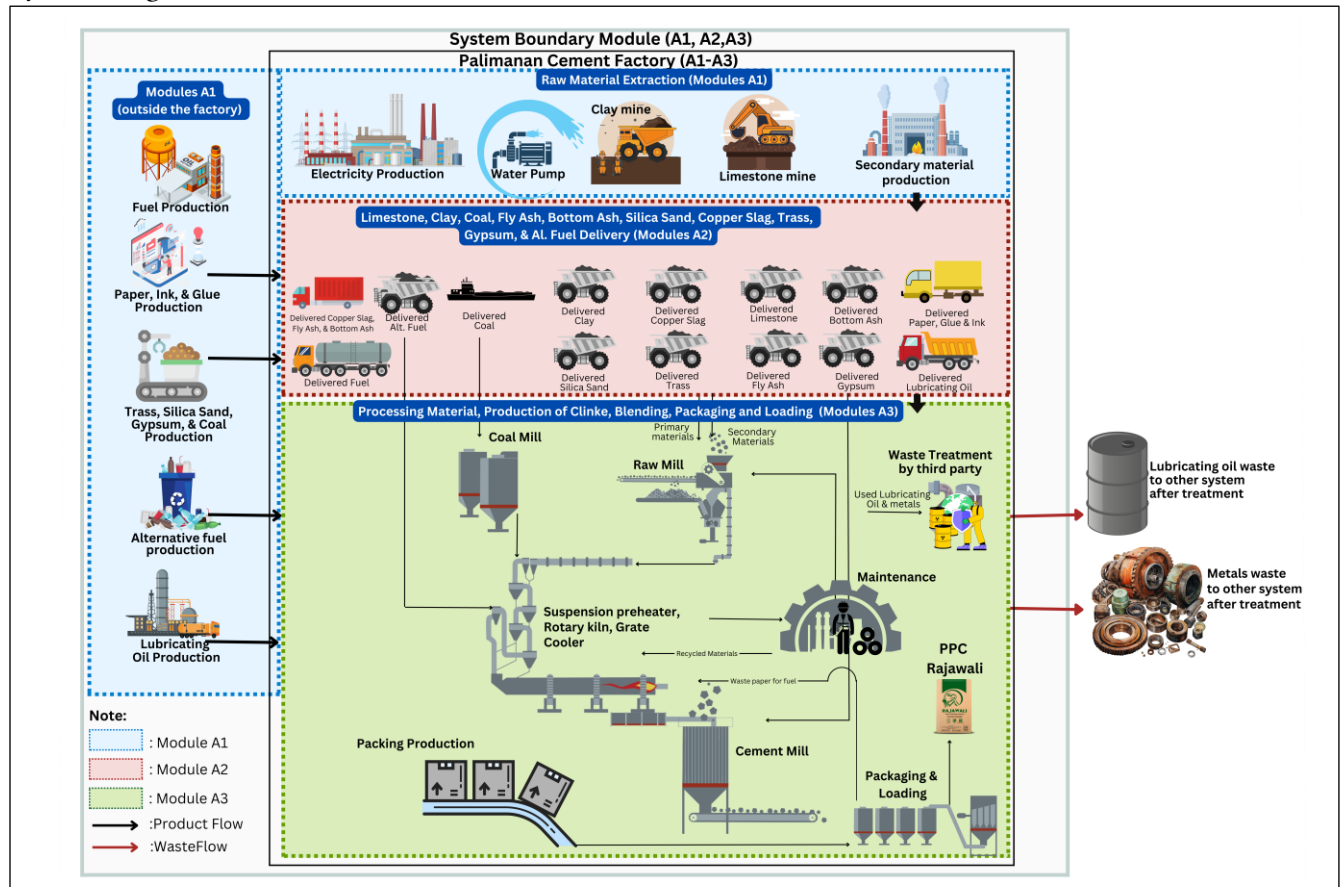 System Boundary Module (A1, A2,A3)
Palimanan Cement Factory (A1-A3)
Modules A1
(outside the factory)
Fuel Production
Paper, Ink, & Glue
Production
Trass, Silica Sand,
Gypsum, & Coal
Production
Alternative fuel
production
Lubricating
Oil Production
Raw Material Extraction (Modules A1)
Electricity Production
Water Pump
Clay mine
Limestone mine
Secondary material
production
Limestone, Clay, Coal, Fly Ash, Bottom Ash, Silica Sand, Copper Slag, Trass,
Gypsum, & Al. Fuel Delivery (Modules A2)
OIL
Delivered Copper Slag,
Fly Ash, & Bottom Ash
Delivered
Alt. Fuel
Delivered
Coal
Delivered
Clay
Delivered
Copper Slag
Delivered
Limestone
Delivered
Bottom Ash
Delivered
Paper, Glue & Ink
Delivered Fuel
Delivered
Silica Sand
Delivered
Trass
Delivered
Fly Ash
Delivered
Gypsum
Delivered
Lubricating Oil
Processing Material, Production of Clinke, Blending, Packaging and Loading (Modules A3)
Coal Mill
Primary
materials
Secondary
Materials
Raw Mill
Waste Treatment
by third party
Used Lubricating
Oil & metals
Maintenance
Suspension preheater,
Rotary kiln, Grate
Cooler
Recycled Materials
Waste paper for fuel
PPC
Rajawali
RAJAWALI
Cement Mill
Packing Production
Packaging &
Loading
Lubricating oil waste
to other system
after treatment
Metals waste
to other system
after treatment
Note:
: Module A1
: Module A2
: Module A3
:Product Flow
:WasteFlow